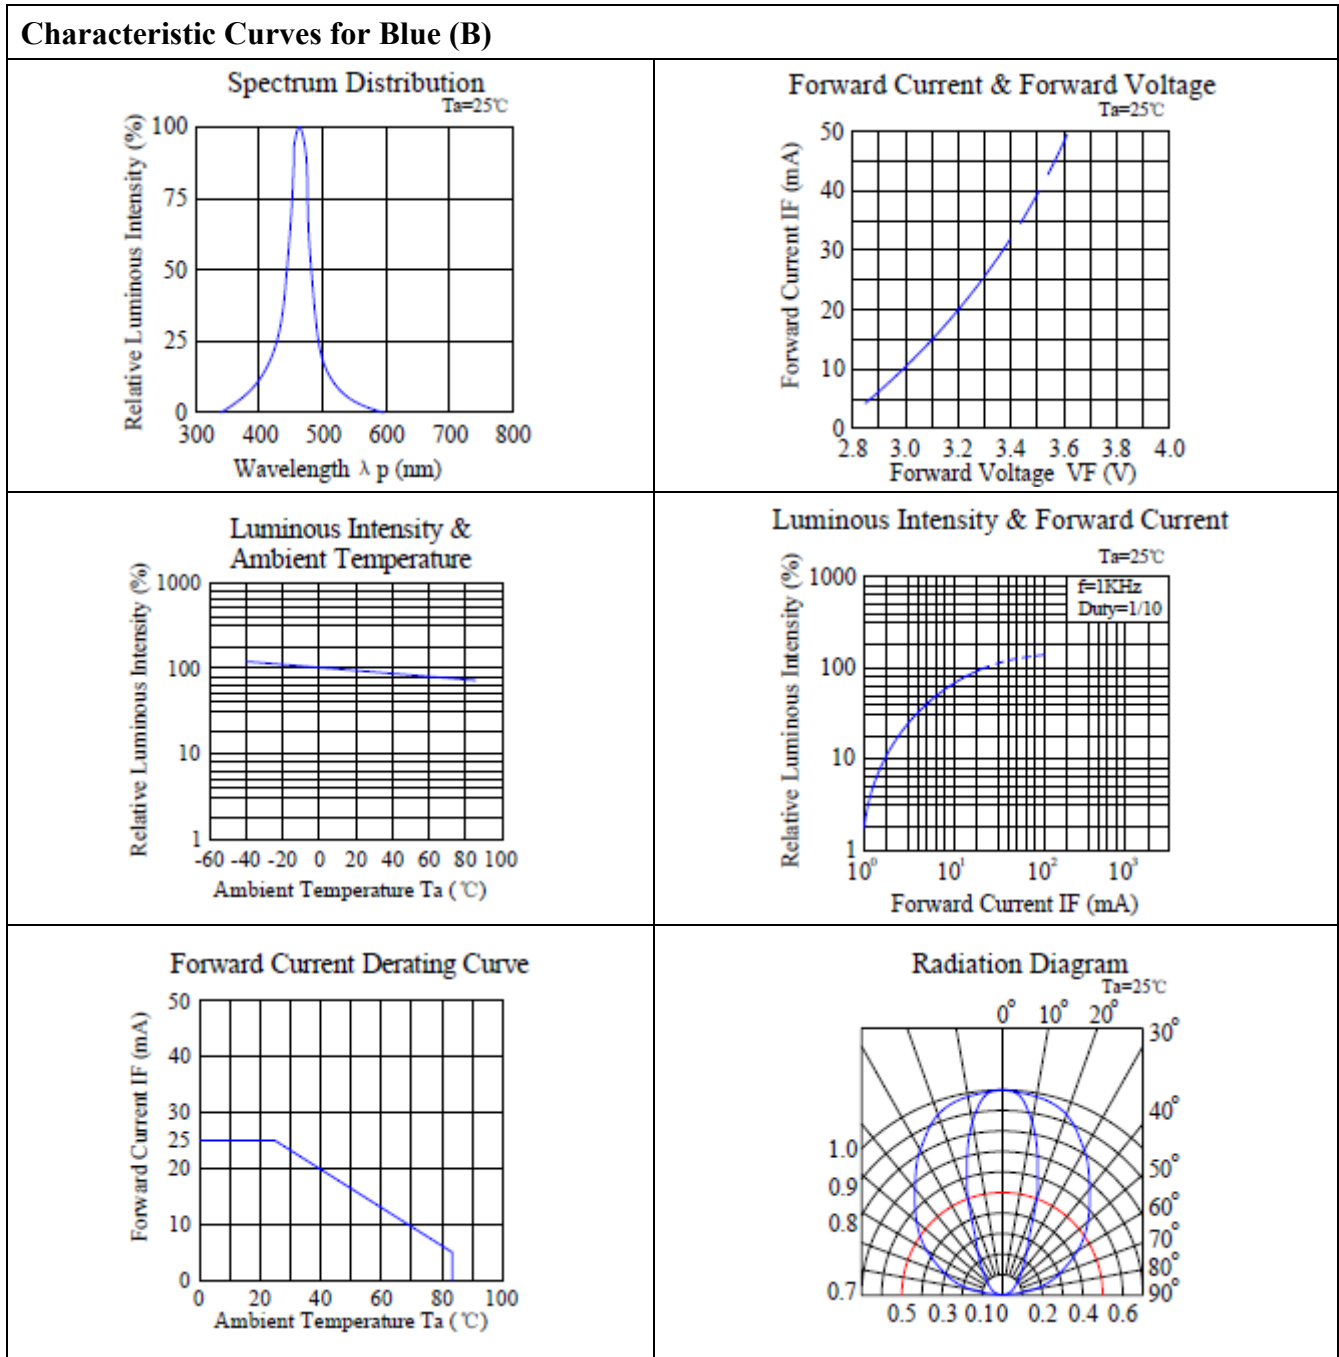 Characteristic Curves for Blue (B)
Spectrum Distribution
Ta=25℃
Relative Luminous Intensity (%)
100
75
50
25
0
300 400 500 600 700 800
Wavelength λ p (nm)
Forward Current & Forward Voltage
Ta=25℃
Forward Current IF (mA)
50
40
30
20
10
0
2.8 3.0 3.2 3.4 3.6 3.8 4.0
Forward Voltage VF (V)
Luminous Intensity &
Ambient Temperature
Relative Luminous Intensity (%)
1000
100
10
1
-60 -40 -20 0 20 40 60 80 100
Ambient Temperature Ta ( ℃)
Luminous Intensity & Forward Current
Ta=25℃
f=1KHz
Duty=1/10
Relative Luminous Intensity (%)
1000
100
10
1
10⁰ 10¹ 10² 10³
Forward Current IF (mA)
Forward Current Derating Curve
Forward Current IF (mA)
50
40
30
25
20
10
0
0 20 40 60 80 100
Ambient Temperature Ta ( ℃)
Radiation Diagram
Ta=25℃
0° 10° 20°
30°
40°
50°
60°
70°
80°
90°
1.0
0.9
0.8
0.7
0.5 0.3 0.10 0.2 0.4 0.6